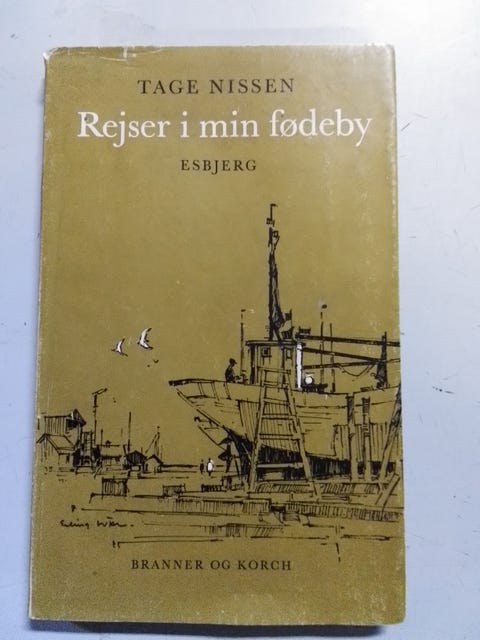 TAGE NISSEN
Rejser i min fødeby
ESBJERG
BRANNER OG KORCH